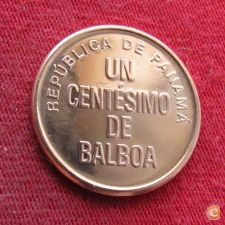 REPÚBLICA DE PANAMÁ
UN
CENTÉSIMO
DE
BALBOA